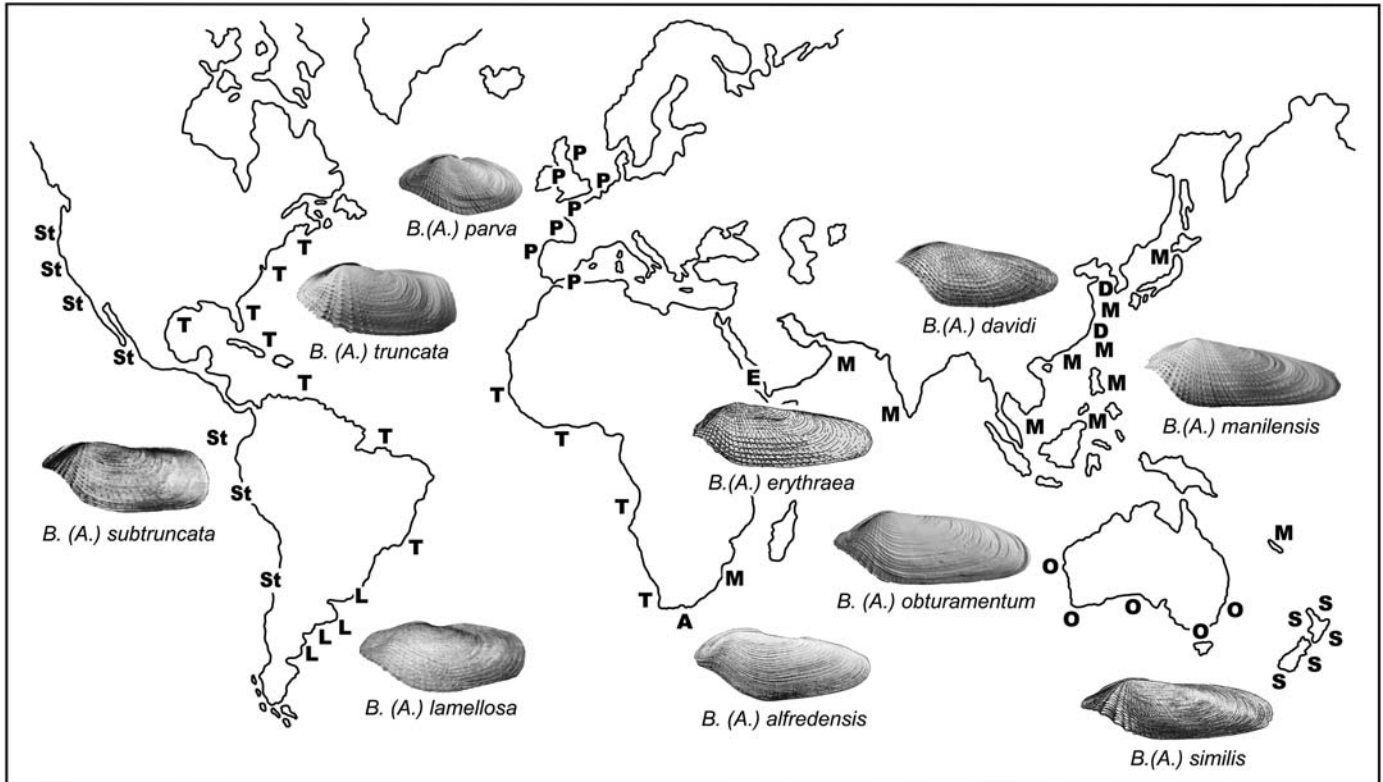 P
P
P
B.(A.) parva
P
St
T
P
St
T
P
M
P
D
St
T
B. (A.) truncata
B.(A.) davidi
M
T
D
St
T
M
M
M
T
E
M
M
T
M
B.(A.) manilensis
St
T
T
M
M
B.(A.) erythraea
St
T
B. (A.) subtruncata
T
M
O
St
M
B. (A.) obturamentum
L
T
O
O
O
S
L
A
O
S
S
L
L
S
S
B. (A.) lamellosa
B. (A.) alfredensis
B.(A.) similis